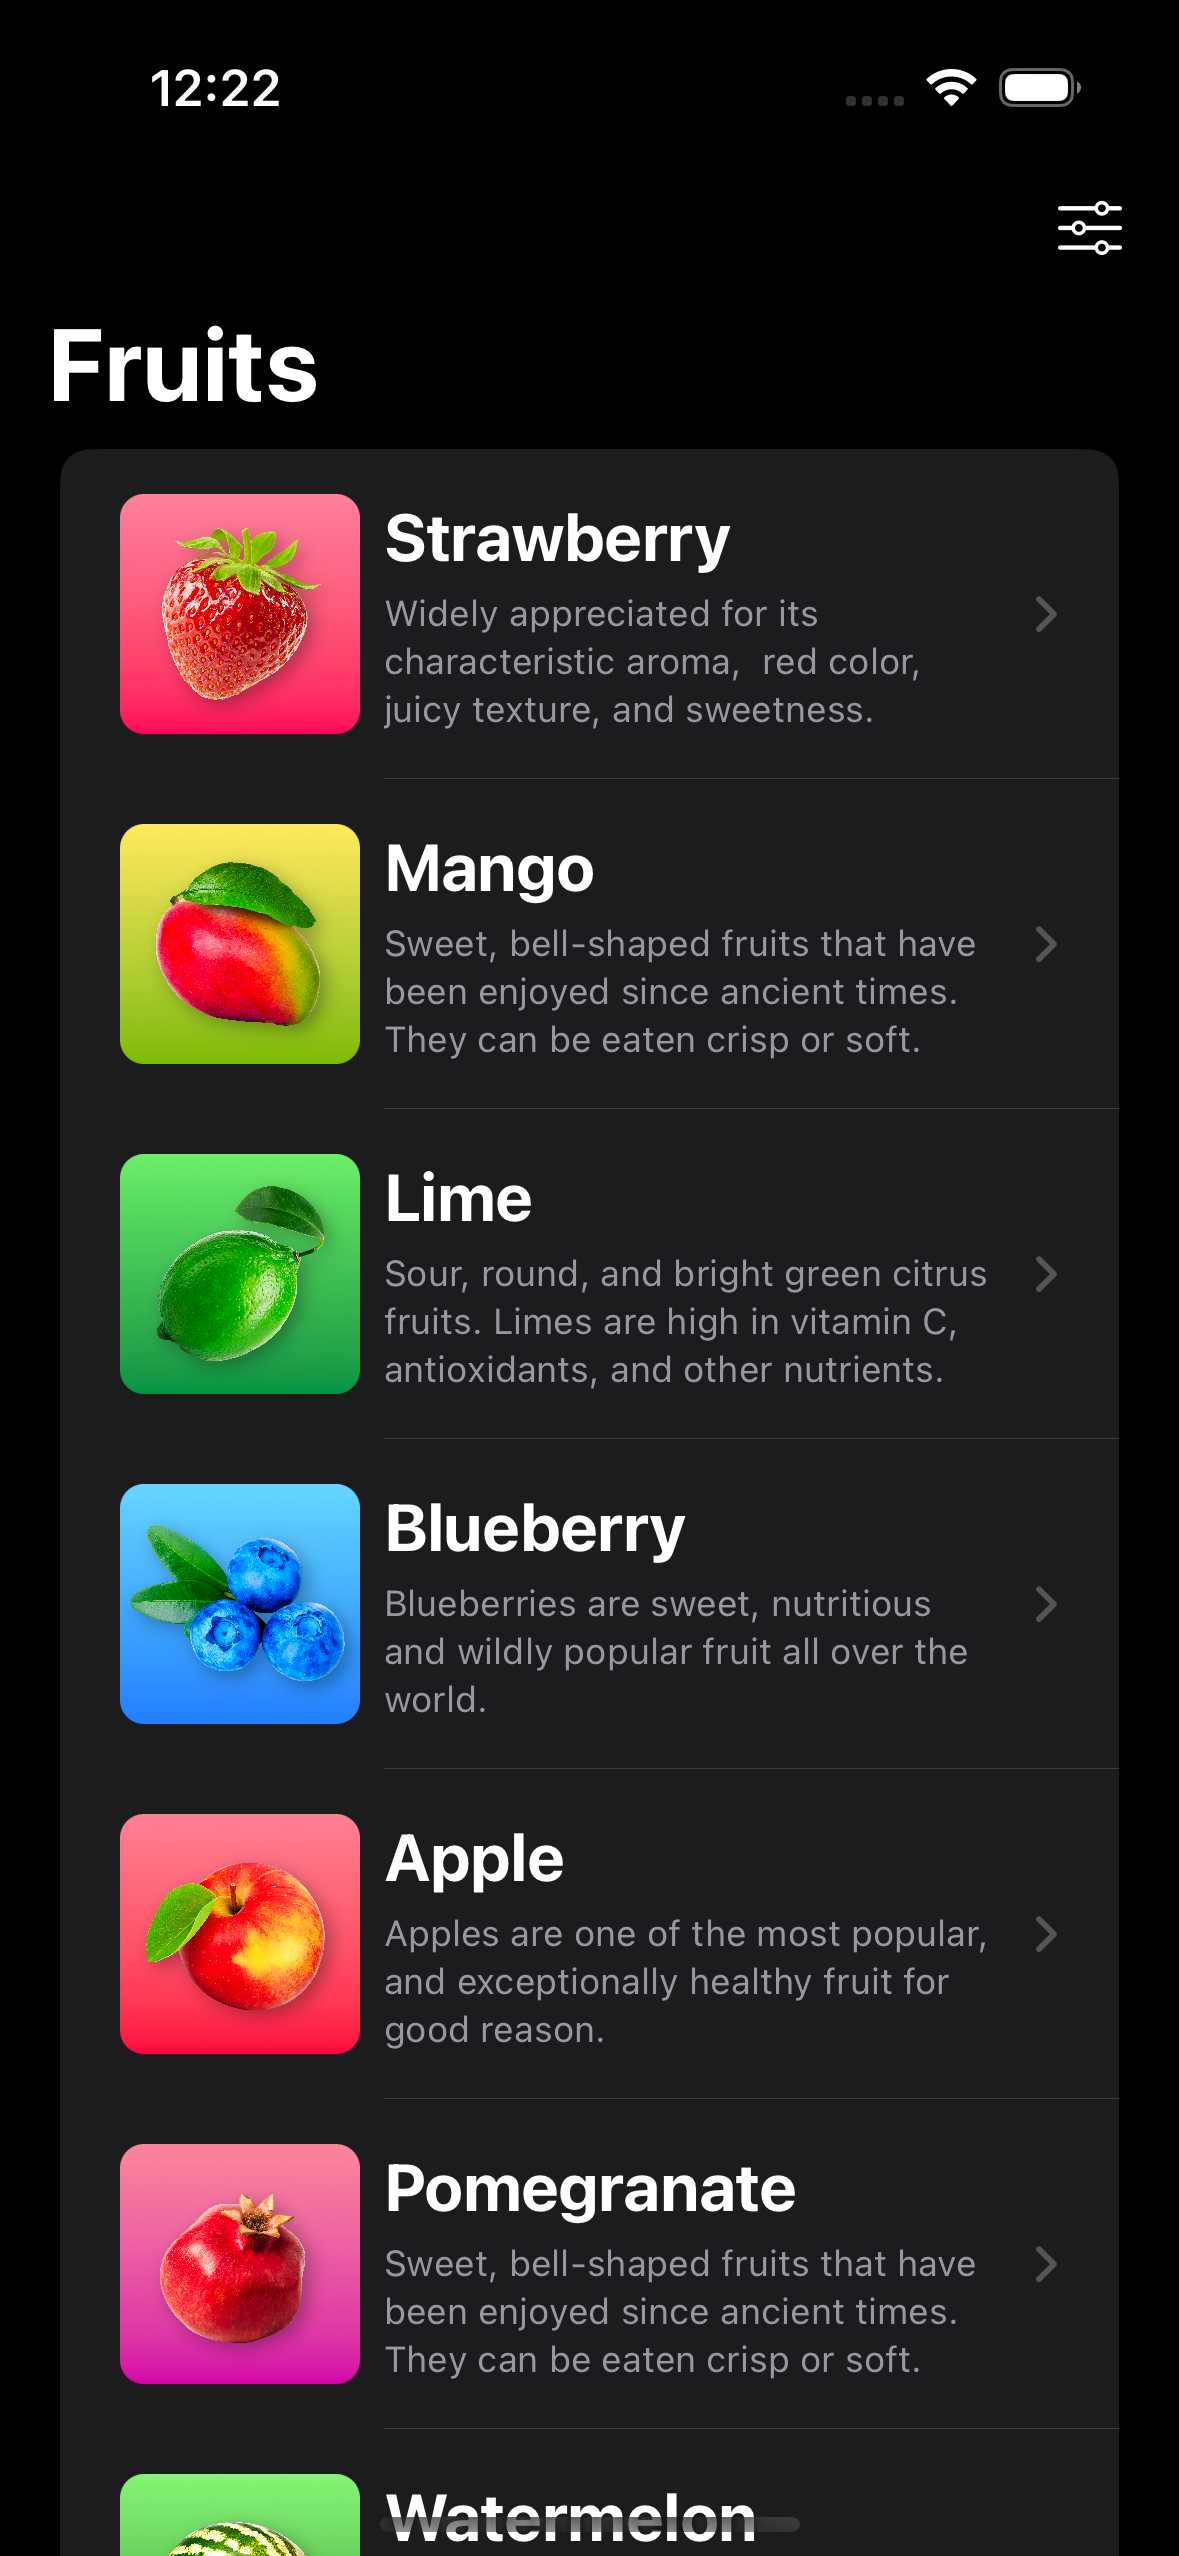 12:22
Fruits
Strawberry
Widely appreciated for its
characteristic aroma,  red color,
juicy texture, and sweetness.
Mango
Sweet, bell-shaped fruits that have
been enjoyed since ancient times.
They can be eaten crisp or soft.
Lime
Sour, round, and bright green citrus
fruits. Limes are high in vitamin C,
antioxidants, and other nutrients.
Blueberry
Blueberries are sweet, nutritious
and wildly popular fruit all over the
world.
Apple
Apples are one of the most popular,
and exceptionally healthy fruit for
good reason.
Pomegranate
Sweet, bell-shaped fruits that have
been enjoyed since ancient times.
They can be eaten crisp or soft.
Watermelon